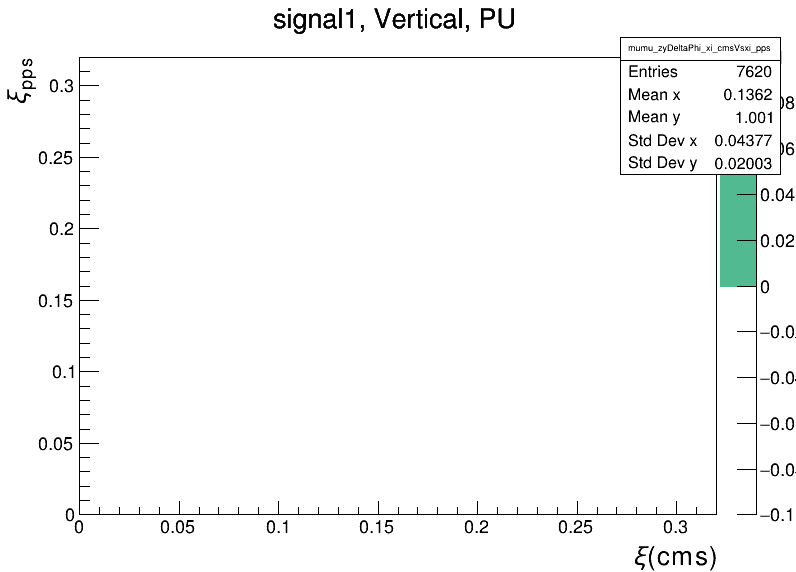 signal1, Vertical, PU
mumu_zyDeltaPhi_xi_cmsVsxi_pps
Entries 7620
Mean x 0.1362
Mean y 1.001
Std Dev x 0.04377
Std Dev y 0.02003
ξpps
0.3
0.25
0.2
0.15
0.1
0.05
0
0 0.05 0.1 0.15 0.2 0.25 0.3
ξ(cms)
0.04
0.02
0
−0.1